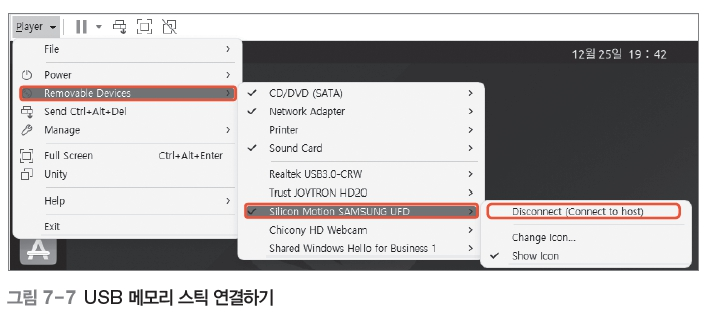 Player
File
12월 25일 19 : 42
Power
Removable Devices
CD/DVD (SATA)
Send Ctrl+Alt+Del
Network Adapter
Manage
Printer
Full Screen Ctrl+Alt+Enter
Sound Card
Unity
Realtek USB3.0-CRW
Trust JOYTRON HD20
Help
Silicon Motion SAMSUNG UFD
Disconnect (Connect to host)
Exit
Chicony HD Webcam
Change Icon...
Shared Windows Hello for Business 1
Show Icon
그림 7-7 USB 메모리 스틱 연결하기